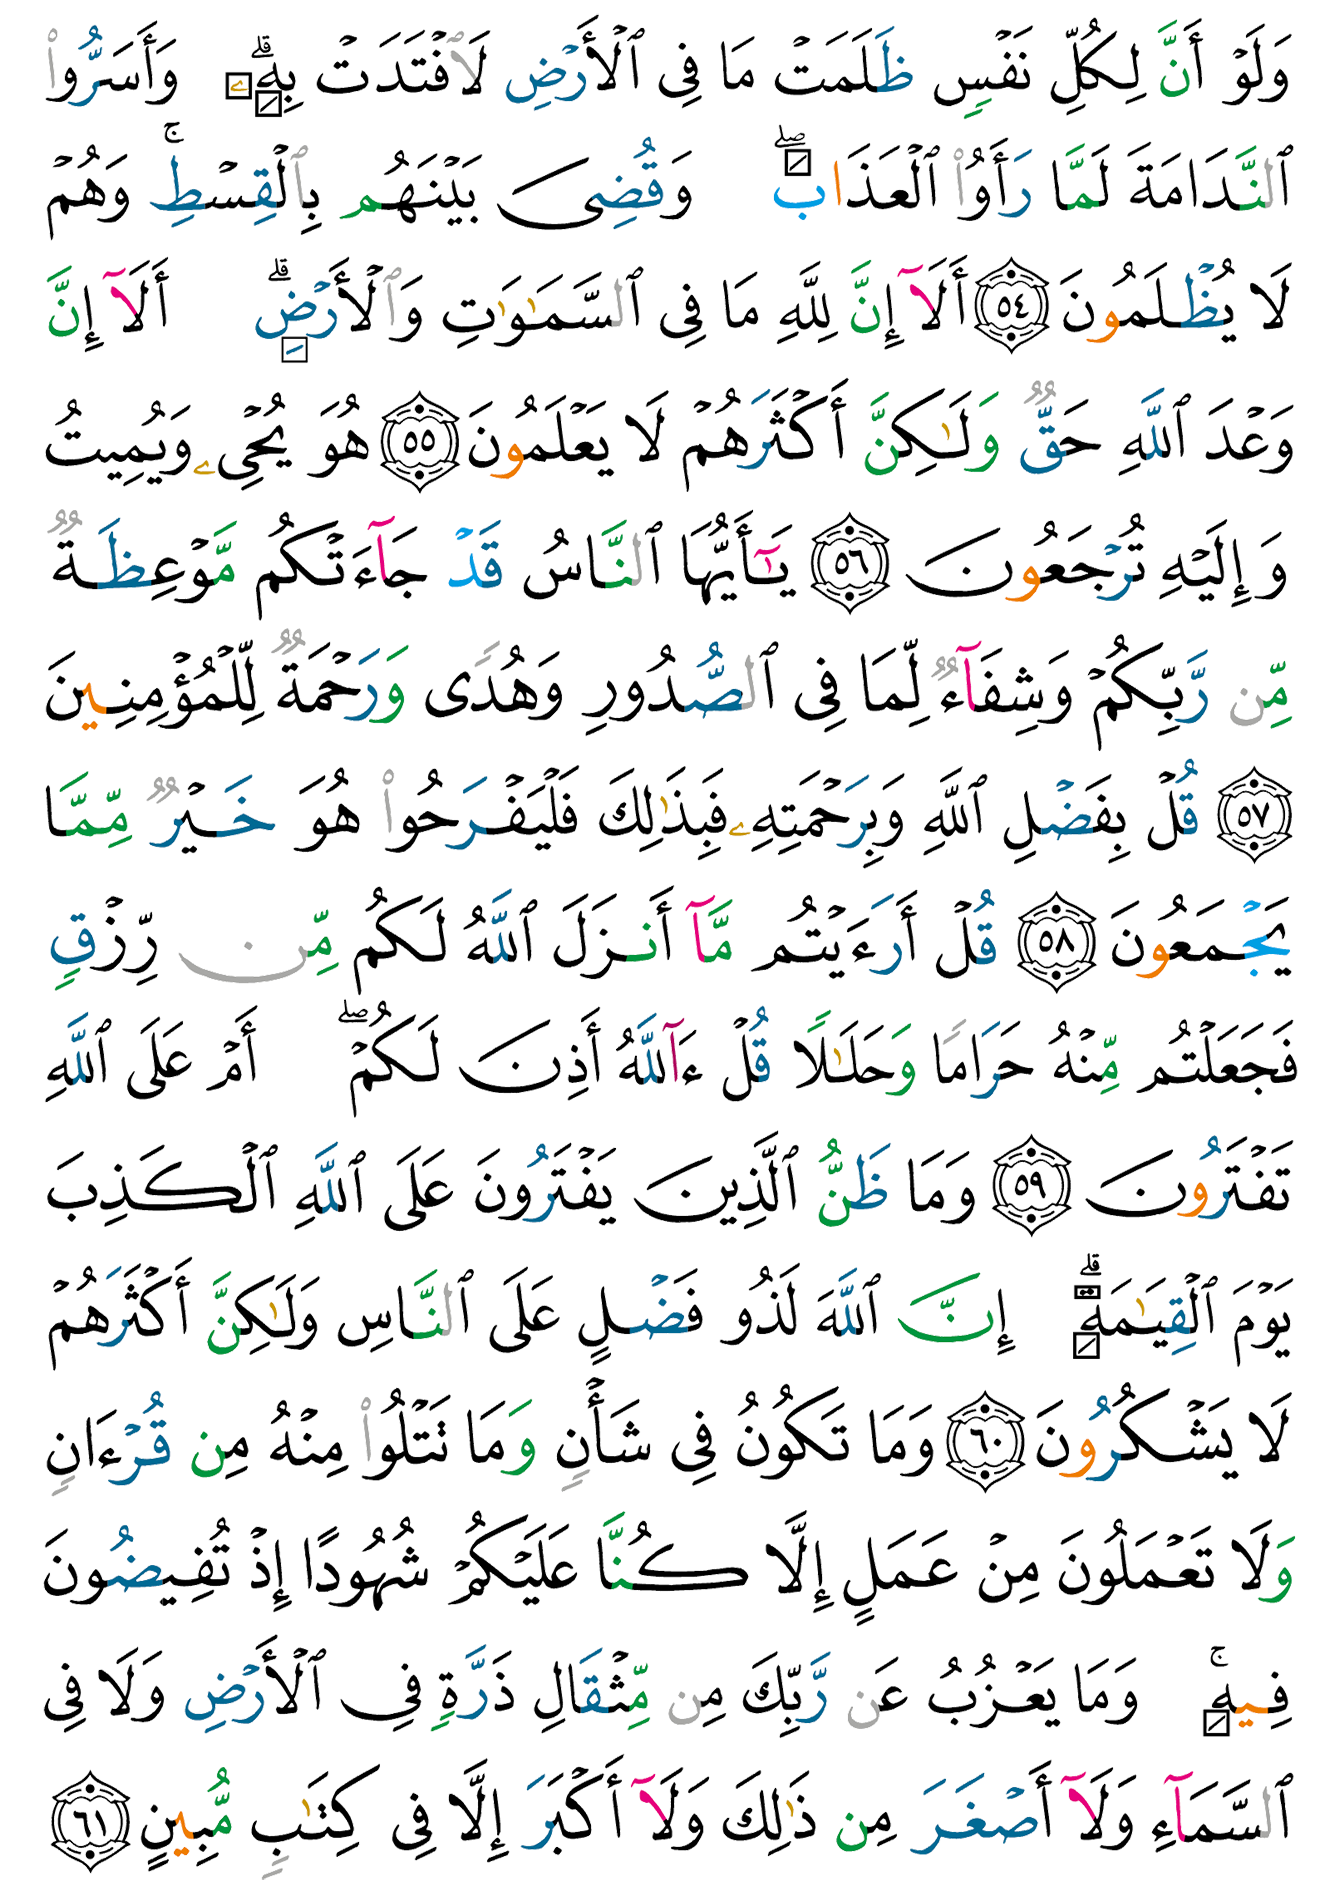 وَلَوْ أَنَّ لِكُلِّ نَفْسٍ ظَلَمَتْ مَا فِى ٱلْأَرْضِ لَٱفْتَدَتْ بِهِۦ ۗ وَأَسَرُّوا۟
ٱلنَّدَامَةَ لَمَّا رَأَوُا۟ ٱلْعَذَابَ ۖ وَقُضِىَ بَيْنَهُم بِٱلْقِسْطِ ۚ وَهُمْ
لَا يُظْلَمُونَ ٥٤ أَلَآ إِنَّ لِلَّهِ مَا فِى ٱلسَّمَـٰوَٰتِ وَٱلْأَرْضِ ۗ أَلَآ إِنَّ
وَعْدَ ٱللَّهِ حَقٌّ وَلَـٰكِنَّ أَكْثَرَهُمْ لَا يَعْلَمُونَ ٥٥ هُوَ يُحْىِۦ وَيُمِيتُ
وَإِلَيْهِ تُرْجَعُونَ ٥٦ يَـٰٓأَيُّهَا ٱلنَّاسُ قَدْ جَآءَتْكُم مَّوْعِظَةٌ
مِّن رَّبِّكُمْ وَشِفَآءٌ لِّمَا فِى ٱلصُّدُورِ وَهُدًى وَرَحْمَةٌ لِّلْمُؤْمِنِينَ
٥٧ قُلْ بِفَضْلِ ٱللَّهِ وَبِرَحْمَتِهِۦ فَبِذَٰلِكَ فَلْيَفْرَحُوا۟ هُوَ خَيْرٌ مِّمَّا
يَجْمَعُونَ ٥٨ قُلْ أَرَءَيْتُم مَّآ أَنزَلَ ٱللَّهُ لَكُم مِّن رِّزْقٍ
فَجَعَلْتُم مِّنْهُ حَرَامًا وَحَلَـٰلًا قُلْ ءَآللَّهُ أَذِنَ لَكُمْ ۖ أَمْ عَلَى ٱللَّهِ
تَفْتَرُونَ ٥٩ وَمَا ظَنُّ ٱلَّذِينَ يَفْتَرُونَ عَلَى ٱللَّهِ ٱلْكَذِبَ
يَوْمَ ٱلْقِيَـٰمَةِ ۗ إِنَّ ٱللَّهَ لَذُو فَضْلٍ عَلَى ٱلنَّاسِ وَلَـٰكِنَّ أَكْثَرَهُمْ
لَا يَشْكُرُونَ ٦٠ وَمَا تَكُونُ فِى شَأْنٍ وَمَا تَتْلُوا۟ مِنْهُ مِن قُرْءَانٍ
وَلَا تَعْمَلُونَ مِنْ عَمَلٍ إِلَّا كُنَّا عَلَيْكُمْ شُهُودًا إِذْ تُفِيضُونَ
فِيهِ ۚ وَمَا يَعْزُبُ عَن رَّبِّكَ مِن مِّثْقَالِ ذَرَّةٍ فِى ٱلْأَرْضِ وَلَا فِى
ٱلسَّمَآءِ وَلَآ أَصْغَرَ مِن ذَٰلِكَ وَلَآ أَكْبَرَ إِلَّا فِى كِتَـٰبٍ مُّبِينٍ ٦١